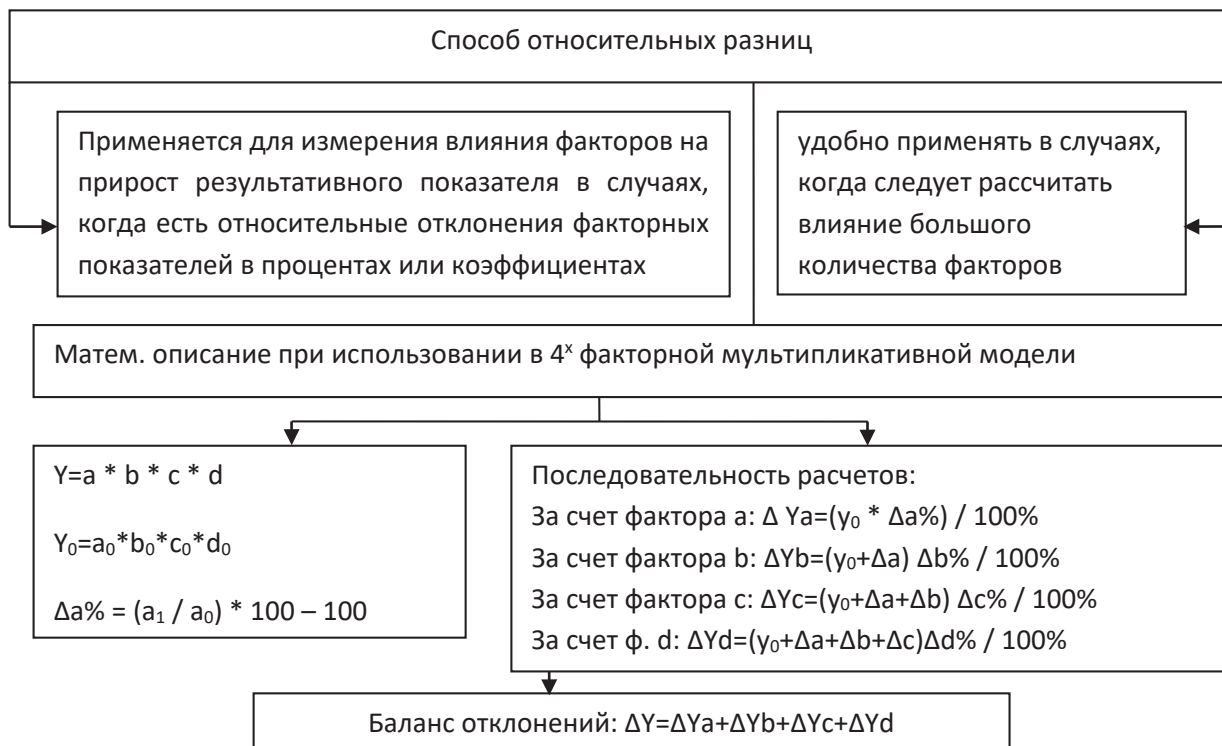 Способ относительных разниц
Применяется для измерения влияния факторов на
прирост результативного показателя в случаях,
когда есть относительные отклонения факторных
показателей в процентах или коэффициентах
удобно применять в случаях,
когда следует рассчитать
влияние большого
количества факторов
Матем. описание при использовании в 4ˣ факторной мультипликативной модели
Y=a * b * c * d
Y₀=a₀*b₀*c₀*d₀
Δa% = (a₁ / a₀) * 100 – 100
Последовательность расчетов:
За счет фактора a: Δ Ya=(y₀ * Δa%) / 100%
За счет фактора b: ΔYb=(y₀+Δa) Δb% / 100%
За счет фактора c: ΔYc=(y₀+Δa+Δb) Δc% / 100%
За счет ф. d: ΔYd=(y₀+Δa+Δb+Δc)Δd% / 100%
Баланс отклонений: ΔY=ΔYa+ΔYb+ΔYc+ΔYd